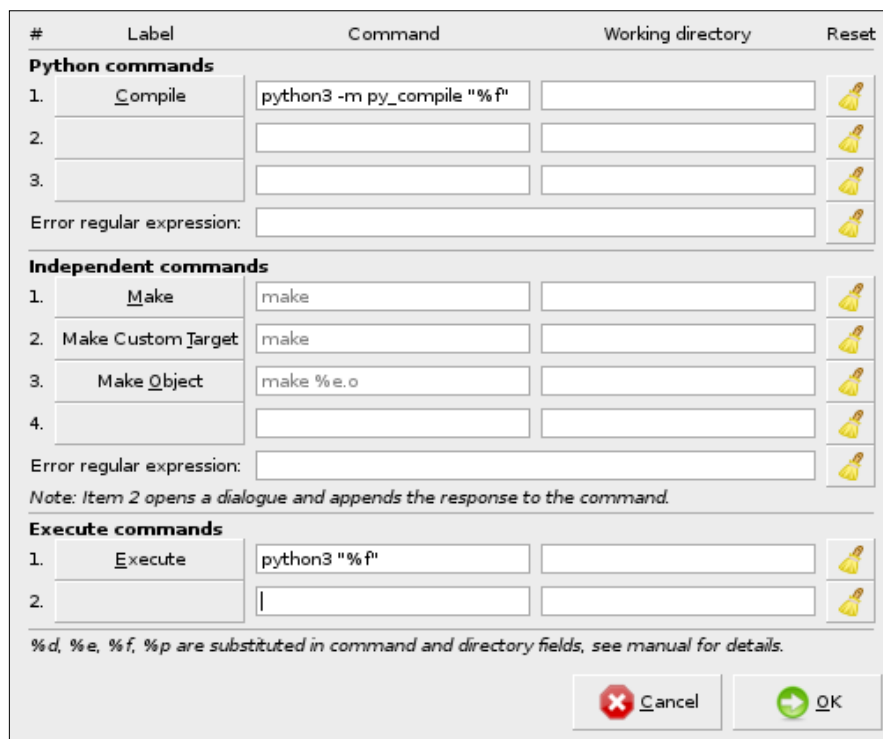 # Label Command Working directory Reset
Python commands
1. Compile python3 -m py_compile "%f"
2.
3.
Error regular expression:
Independent commands
1. Make make
2. Make Custom Target make
3. Make Object make %e.o
4.
Error regular expression:
Note: Item 2 opens a dialogue and appends the response to the command.
Execute commands
1. Execute python3 "%f"
2.
%d, %e, %f, %p are substituted in command and directory fields, see manual for details.
Cancel OK